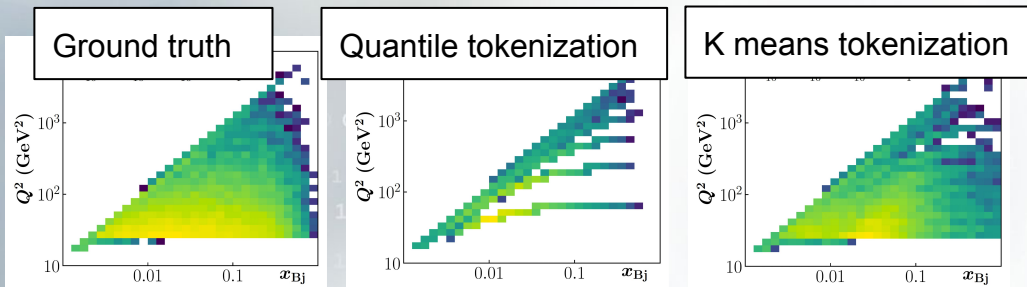 Ground truth
Quantile tokenization
K means tokenization
Q² (GeV²)
10³
10²
10
0.01
0.1
x_Bj
Q² (GeV²)
10³
10²
10
0.01
0.1
x_Bj
Q² (GeV²)
10³
10²
10
0.01
0.1
x_Bj